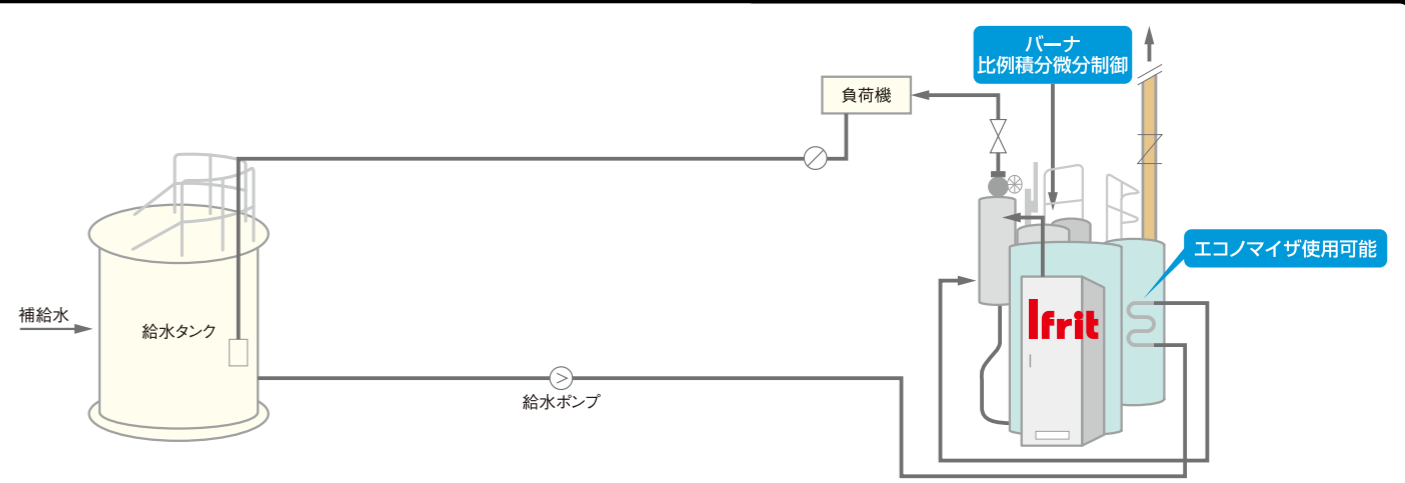 バーナ
比例積分微分制御
負荷機
エコノマイザ使用可能
補給水
給水タンク
Ifrit
給水ポンプ